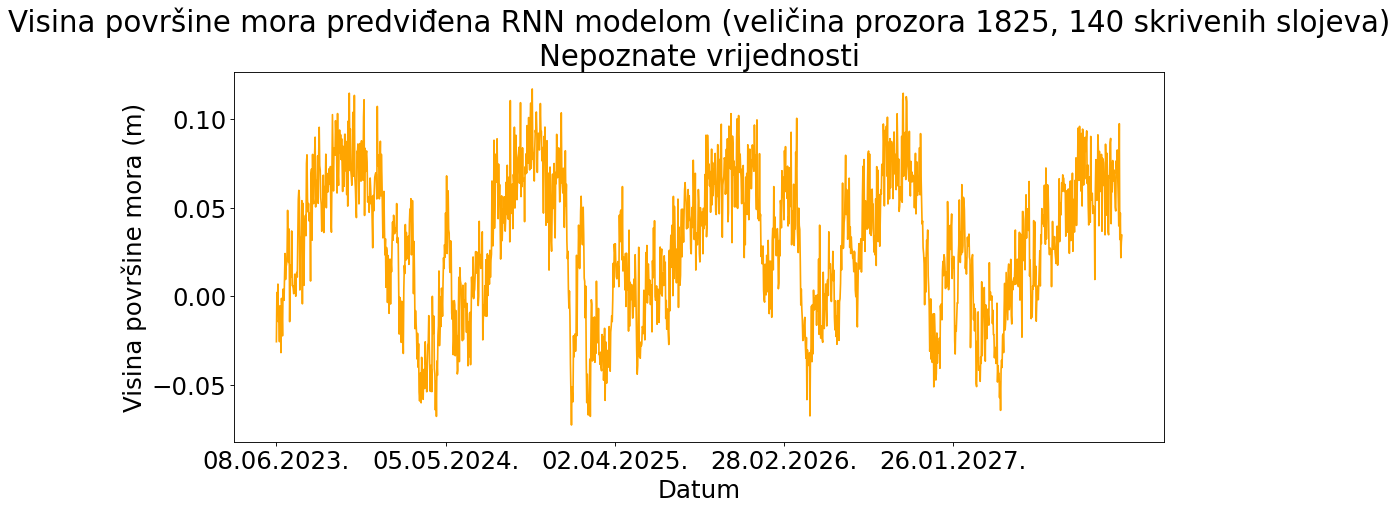 Visina površine mora predviđena RNN modelom (veličina prozora 1825, 140 skrivenih slojeva)
Nepoznate vrijednosti
Visina površine mora (m)
0.10
0.05
0.00
−0.05
08.06.2023. 05.05.2024. 02.04.2025. 28.02.2026. 26.01.2027.
Datum